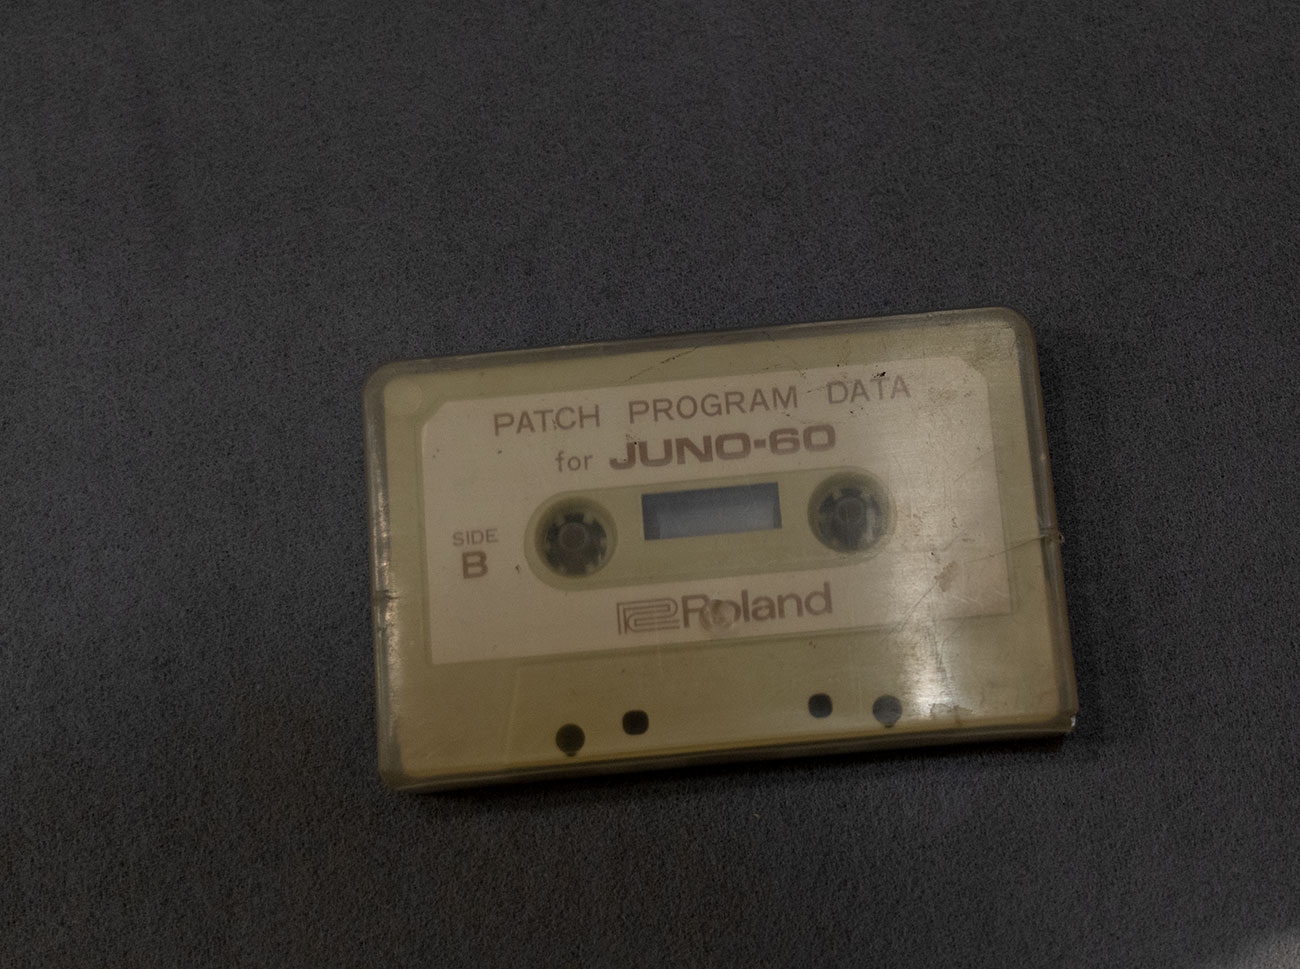 PATCH PROGRAM DATA
for JUNO-60
SIDE
B
Roland